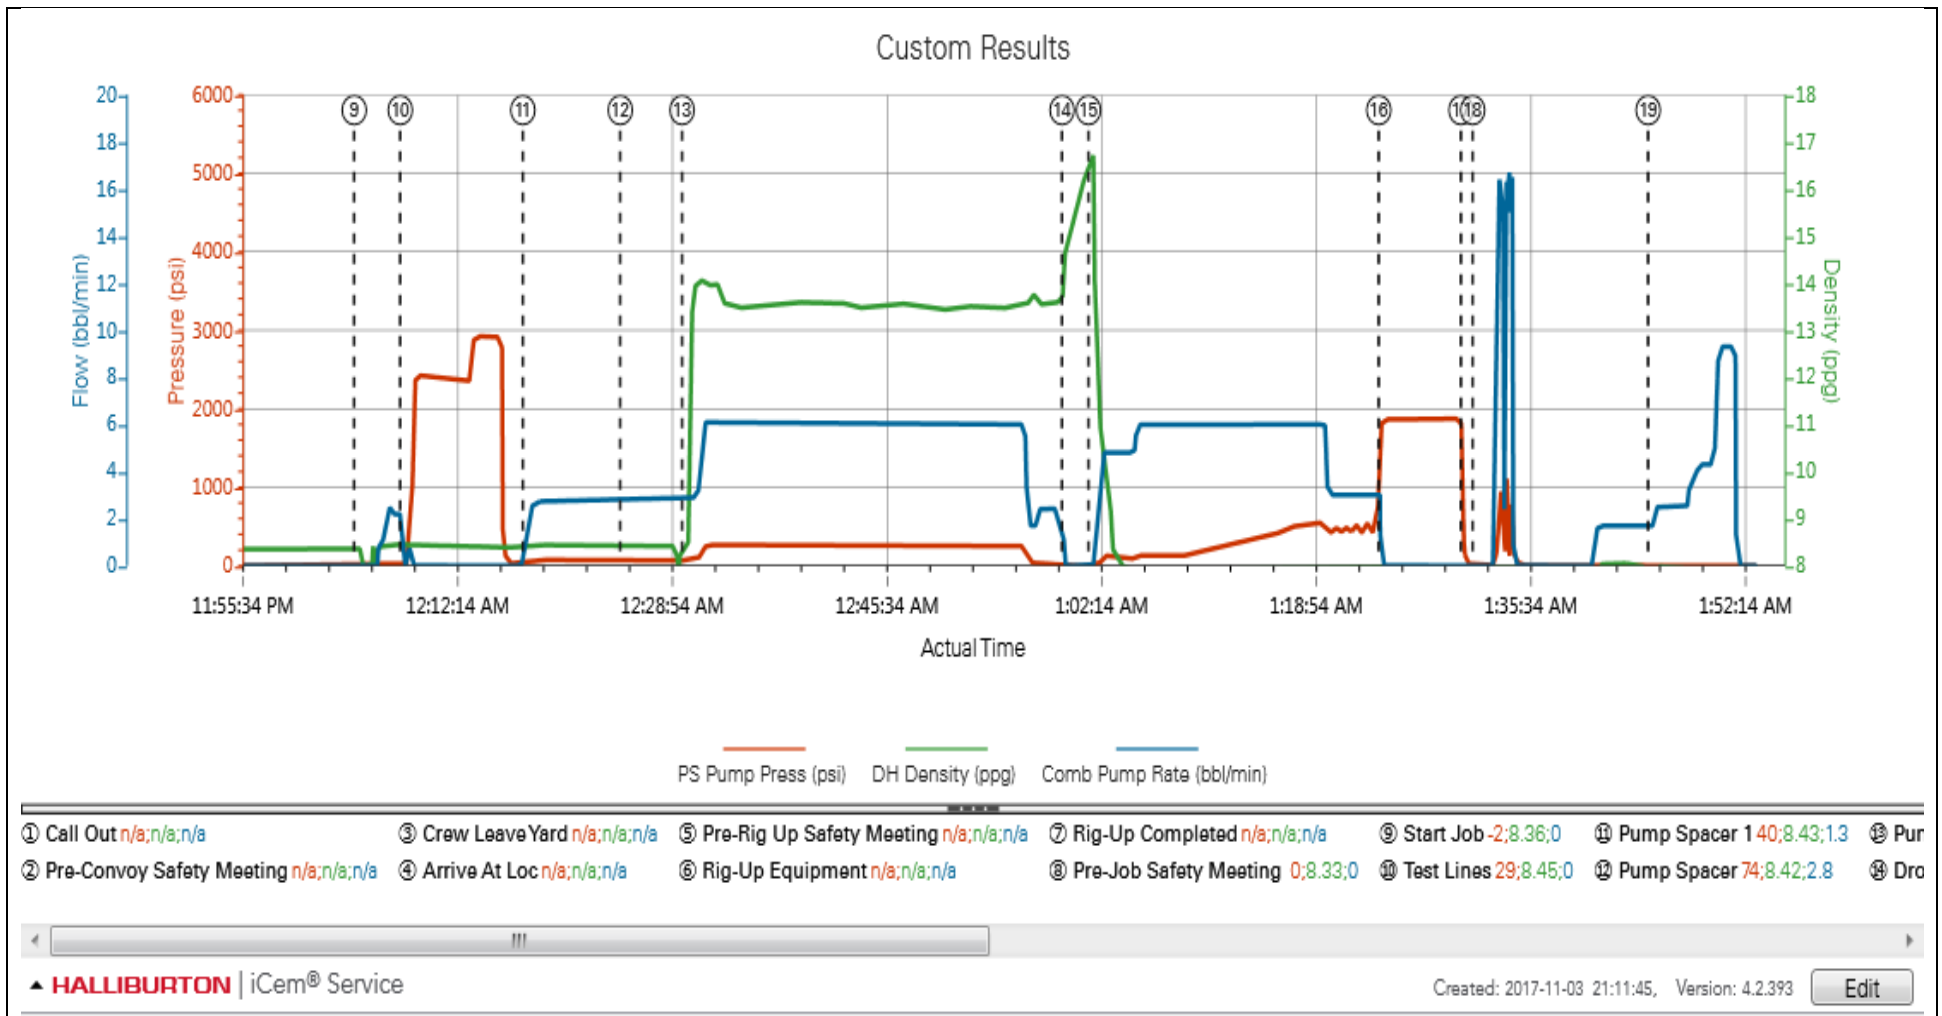 Custom Results
20 6000 ⑨ ⑩ ⑪ ⑫ ⑬ ⑭ ⑮ ⑯ ⑱ ⑲ 18
18 5000 17
16 16
14 4000 15
12 14
10 3000 13
8 12
6 2000 11
4 1000 10
2 9
0 0 8
Flow (bbl/min)
Pressure (psi)
Density (ppg)
11:55:34 PM 12:12:14 AM 12:28:54 AM 12:45:34 AM 1:02:14 AM 1:18:54 AM 1:35:34 AM 1:52:14 AM
Actual Time
PS Pump Press (psi) DH Density (ppg) Comb Pump Rate (bbl/min)
① Call Out n/a;n/a;n/a ③ Crew Leave Yard n/a;n/a;n/a ⑤ Pre-Rig Up Safety Meeting n/a;n/a;n/a ⑦ Rig-Up Completed n/a;n/a;n/a ⑨ Start Job -2;8.36;0 ⑪ Pump Spacer 1 40;8.43;1.3 ⑬ Pur
② Pre-Convoy Safety Meeting n/a;n/a;n/a ④ Arrive At Loc n/a;n/a;n/a ⑥ Rig-Up Equipment n/a;n/a;n/a ⑧ Pre-Job Safety Meeting 0;8.33;0 ⑩ Test Lines 29;8.45;0 ⑫ Pump Spacer 74;8.42;2.8 ⑭ Dro
HALLIBURTON | iCem® Service
Created: 2017-11-03 21:11:45, Version: 4.2.393
Edit